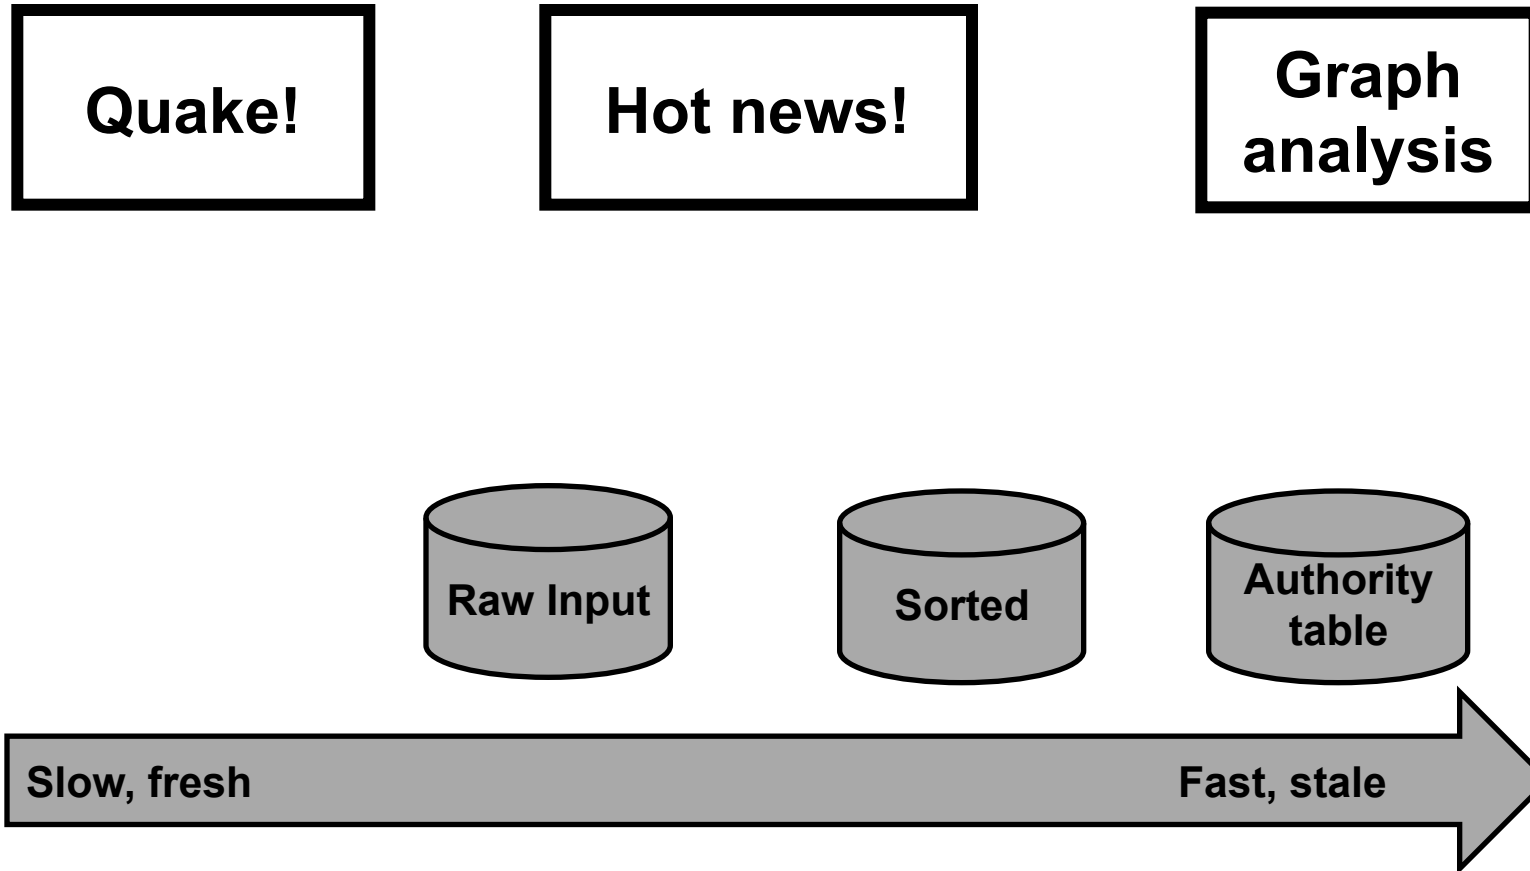 Quake!
Hot news!
Graph
analysis
Raw Input
Sorted
Authority
table
Slow, fresh
Fast, stale